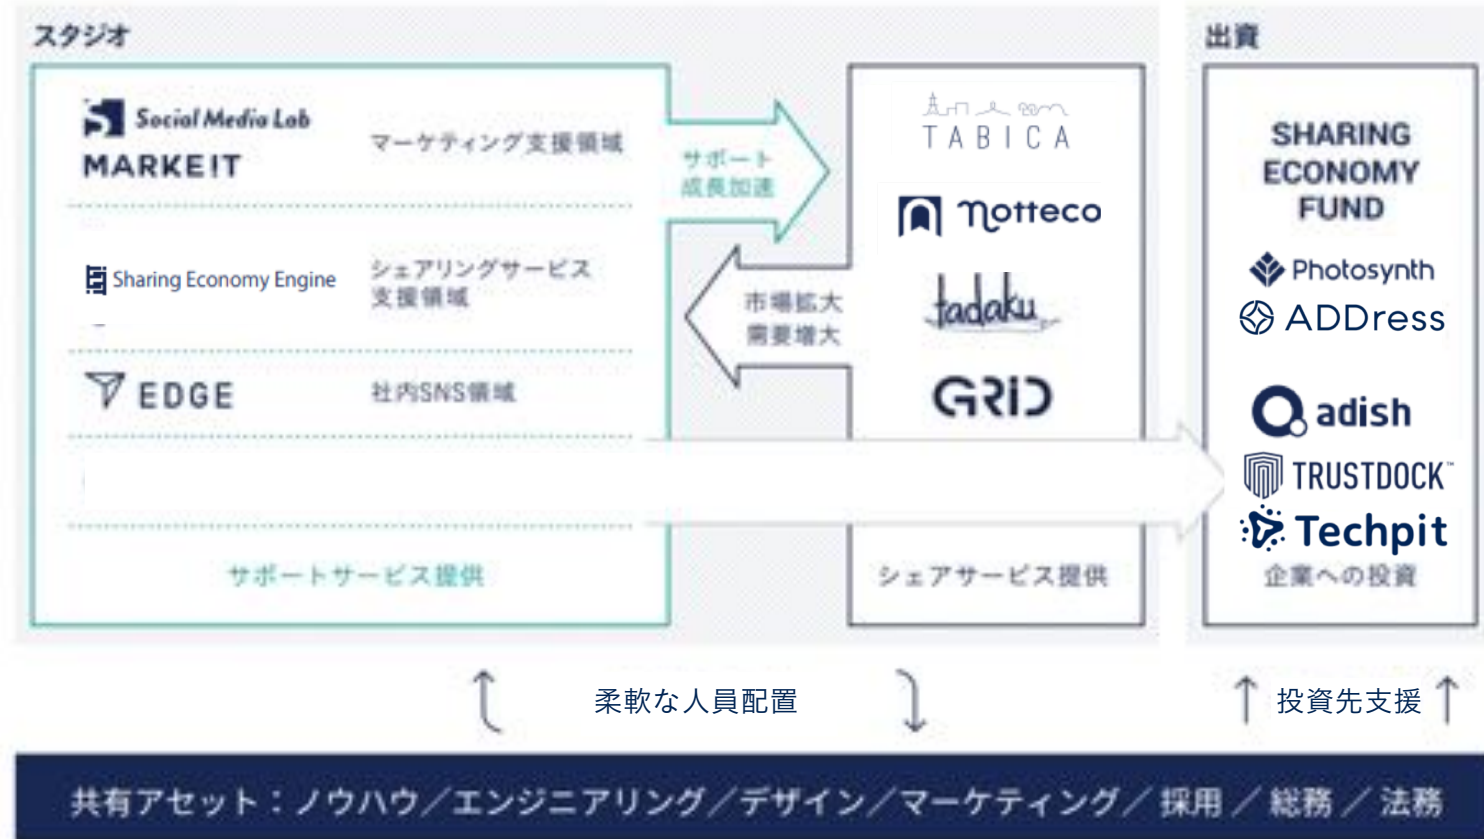 スタジオ
Social Media Lab
MARKE!T
マーケティング支援領域
Sharing Economy Engine
シェアリングサービス
支援領域
EDGE
社内SNS領域
サポートサービス提供
サポート
成長加速
市場拡大
需要増大
TABICA
notteco
tadaku
GRiD
シェアサービス提供
出資
SHARING
ECONOMY
FUND
Photosynth
ADDress
adish
TRUSTDOCK™
Techpit
企業への投資
柔軟な人員配置
投資先支援
共有アセット：ノウハウ／エンジニアリング／デザイン／マーケティング／採用／総務／法務